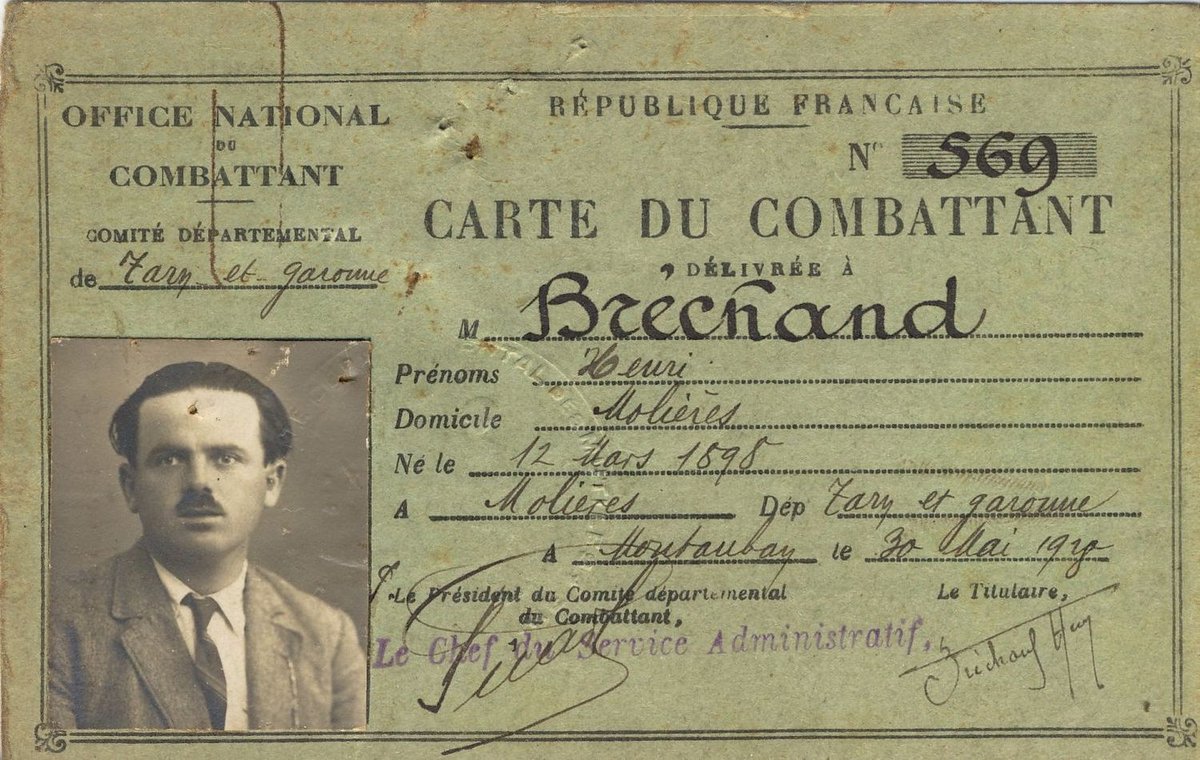 OFFICE NATIONAL
DU
COMBATTANT
COMITÉ DÉPARTEMENTAL
de Tarn et garonne
RÉPUBLIQUE FRANCAISE
N° 569
CARTE DU COMBATTANT
DÉLIVRÉE À
M Bréchand
Prénoms Henri
Domicile Molières
Né le 12 Mars 1898
A Molières Dép Tarn et garonne
A Montauban le 30 Mai
Le Président du Comité départemental
du Combattant,
Le Titulaire,
Le Chef du Service Administratif,
Bréchand Hry